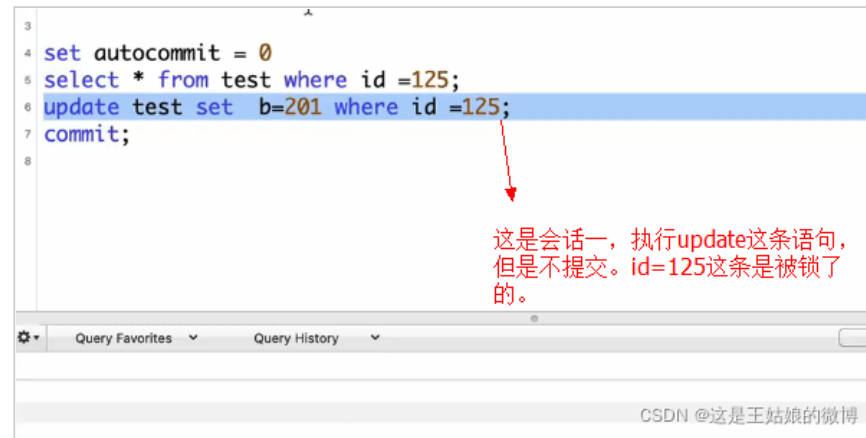 3
4 set autocommit = 0
5 select * from test where id =125;
6 update test set  b=201 where id =125;
7 commit;
8
这是会话一，执行update这条语句，
但是不提交。id=125这条是被锁了
的。
Query Favorites
Query History
CSDN @这是王姑娘的微博